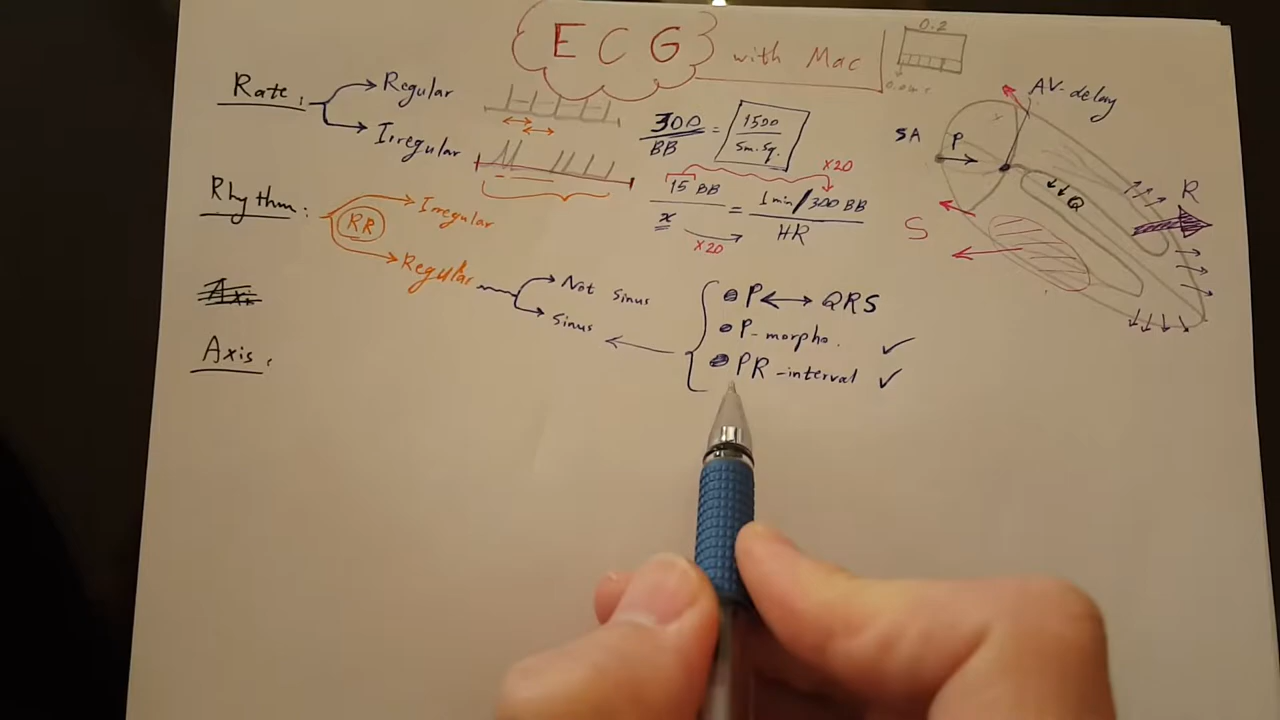 ECG with Mac
0.2
Rate: Regular
Irregular
300/BB = 1500/Sm.Sq.
15 BB/x = 1 min/300 BB/HR
x20
x20
Rhythm: RR Irregular
Regular
Not Sinus
Sinus
P ↔ QRS
P-morpho. ✓
PR-interval ✓
Axis:
AV-delay
SA
P
Q
R
S